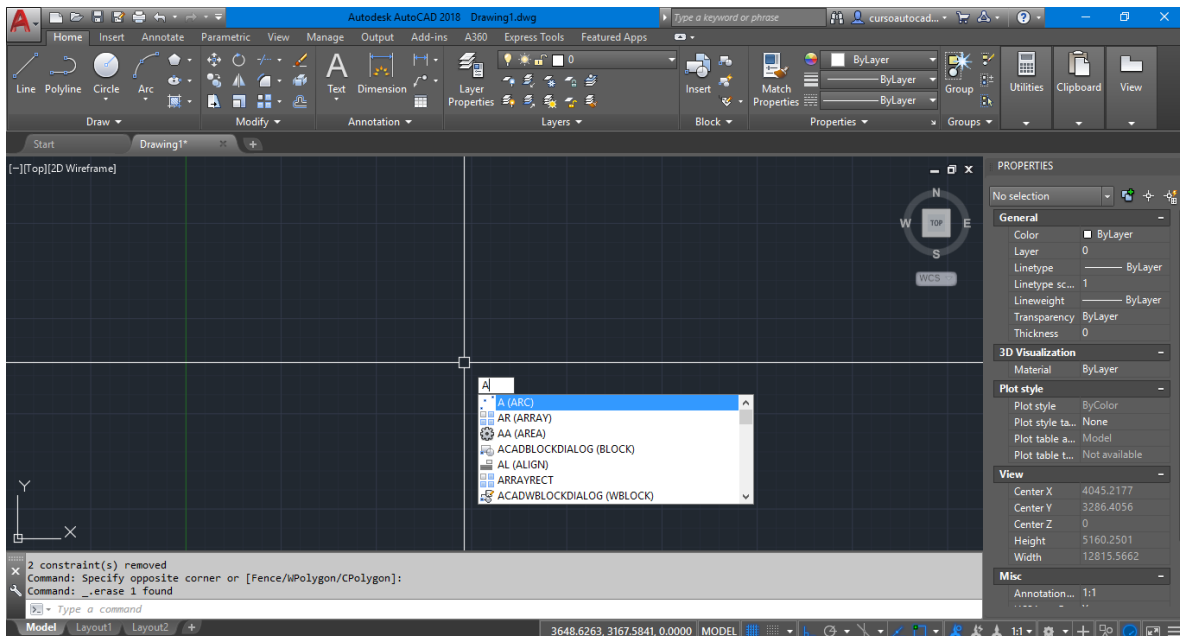 Autodesk AutoCAD 2018 Drawing1.dwg
Type a keyword or phrase
cursoautocad...
Home Insert Annotate Parametric View Manage Output Add-ins A360 Express Tools Featured Apps
Line Polyline Circle Arc
Text Dimension
Layer Properties
0
Insert
Match Properties
ByLayer
ByLayer
ByLayer
Group
Utilities Clipboard View
Draw Modify Annotation Layers Block Properties Groups
Start Drawing1* +
[−][Top][2D Wireframe]
N
W TOP E
S
WCS
A
A (ARC)
AR (ARRAY)
AA (AREA)
ACADBLOCKDIALOG (BLOCK)
AL (ALIGN)
ARRAYRECT
ACADWBLOCKDIALOG (WBLOCK)
Y
X
PROPERTIES
No selection
General
Color ByLayer
Layer 0
Linetype ByLayer
Linetype sc... 1
Lineweight ByLayer
Transparency ByLayer
Thickness 0
3D Visualization
Material ByLayer
Plot style
Plot style ByColor
Plot style ta... None
Plot table a... Model
Plot table t... Not available
View
Center X 4045.2177
Center Y 3286.4056
Center Z 0
Height 5160.2501
Width 12815.5662
Misc
Annotation... 1:1
2 constraint(s) removed
Command: Specify opposite corner or [Fence/WPolygon/CPolygon]:
Command: _.erase 1 found
Type a command
Model Layout1 Layout2 +
3648.6263, 3167.5841, 0.0000 MODEL 1:1